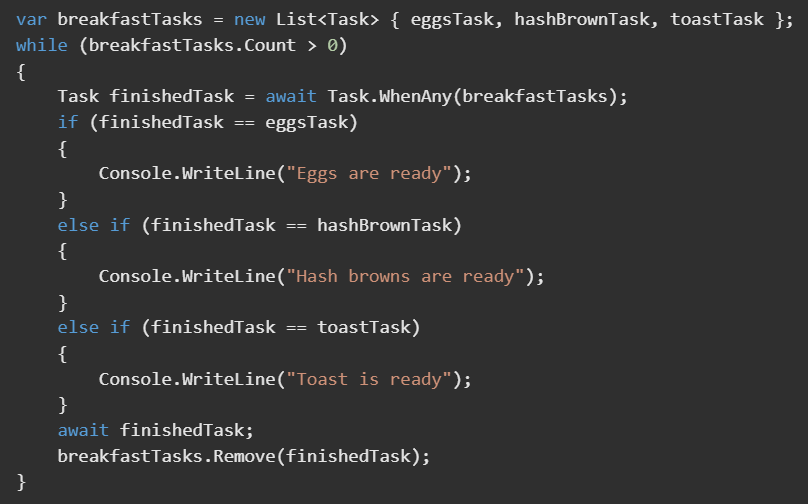 var breakfastTasks = new List<Task> { eggsTask, hashBrownTask, toastTask };
while (breakfastTasks.Count > 0)
{
    Task finishedTask = await Task.WhenAny(breakfastTasks);
    if (finishedTask == eggsTask)
    {
        Console.WriteLine("Eggs are ready");
    }
    else if (finishedTask == hashBrownTask)
    {
        Console.WriteLine("Hash browns are ready");
    }
    else if (finishedTask == toastTask)
    {
        Console.WriteLine("Toast is ready");
    }
    await finishedTask;
    breakfastTasks.Remove(finishedTask);
}